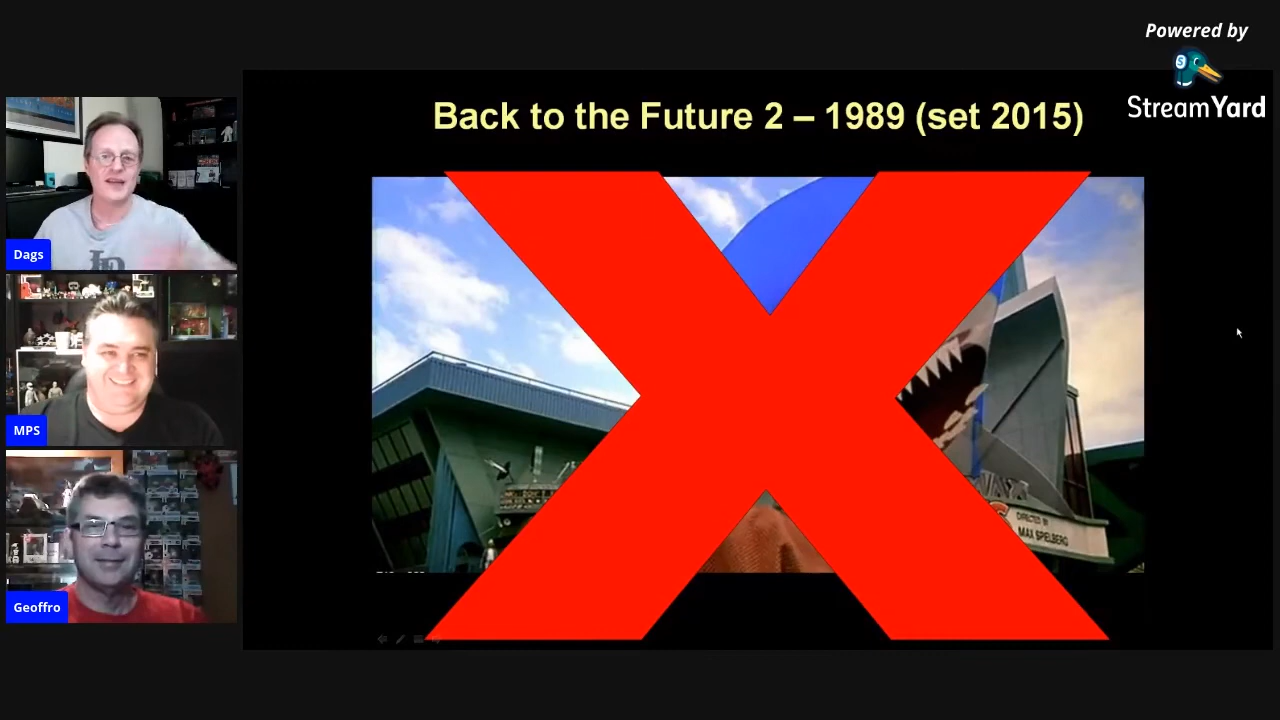 Powered by
StreamYard
Back to the Future 2 – 1989 (set 2015)
Dags
MPS
Geoffro
DIRECTED BY
MAX SPIELBERG